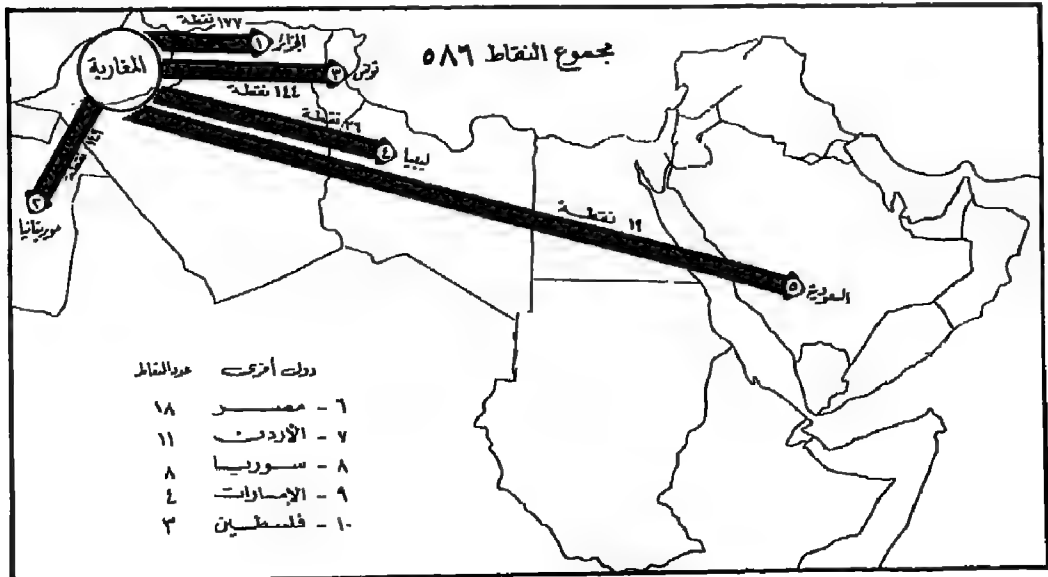 ١٧٧ نقطة
مجموع النقاط ٥٨٦
١ الجزائر
المغاربة
٣ تونس
١٤٤ نقطة
٣٦ نقطة
٤ ليبيا
نقطة
٢ موريتانيا
١٩ نقطة
٥ السعودية
دول أخرى عدد النقاط
٦ - مصر ١٨
٧ - الأردن ١١
٨ - سوريا ٨
٩ - الإمارات ٤
١٠ - فلسطين ٣